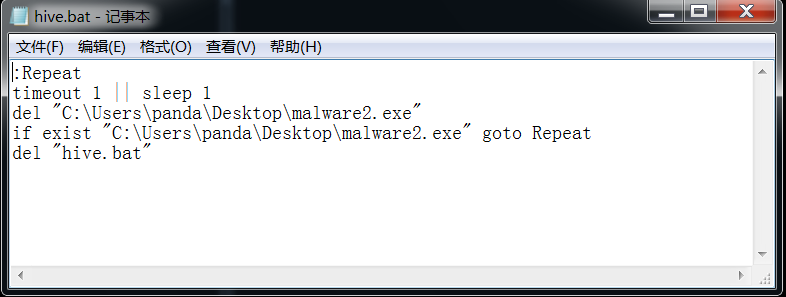 hive.bat - 记事本
文件(F) 编辑(E) 格式(O) 查看(V) 帮助(H)
:Repeat
timeout 1 || sleep 1
del "C:\Users\panda\Desktop\malware2.exe"
if exist "C:\Users\panda\Desktop\malware2.exe" goto Repeat
del "hive.bat"